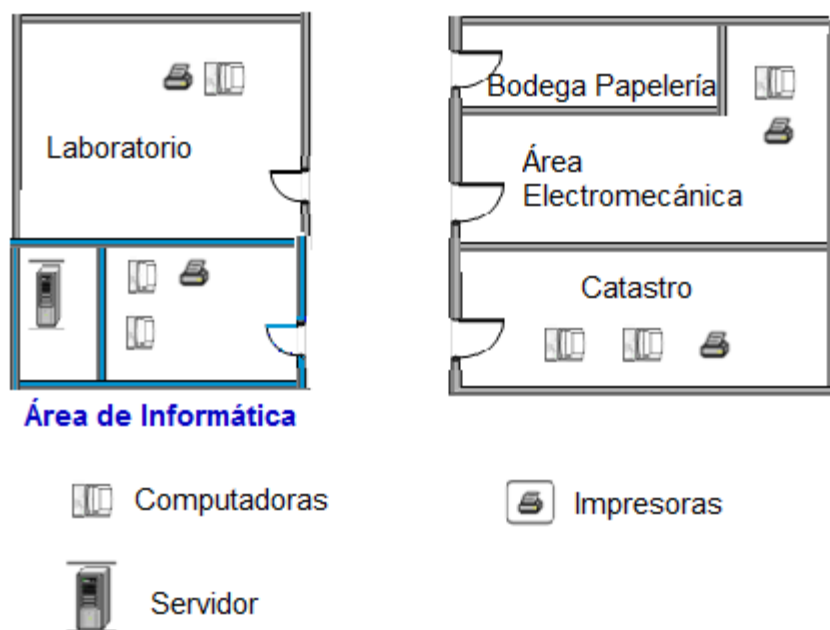 Laboratorio
Bodega Papelería
Área
Electromecánica
Catastro
Área de Informática
Computadoras
Impresoras
Servidor